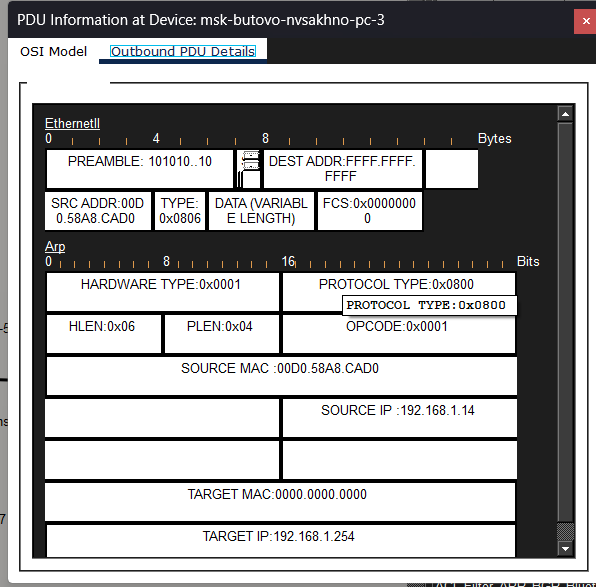 PDU Information at Device: msk-butovo-nvsakhno-pc-3
OSI Model
Outbound PDU Details
EthernetII
0 4 8 Bytes
PREAMBLE: 101010..10
DEST ADDR:FFFF.FFFF.
FFFF
SRC ADDR:00D
0.58A8.CAD0
TYPE:
0x0806
DATA (VARIABL
E LENGTH)
FCS:0x0000000
0
Arp
0 8 16 Bits
HARDWARE TYPE:0x0001
PROTOCOL TYPE:0x0800
PROTOCOL TYPE:0x0800
HLEN:0x06
PLEN:0x04
OPCODE:0x0001
SOURCE MAC :00D0.58A8.CAD0
SOURCE IP :192.168.1.14
TARGET MAC:0000.0000.0000
TARGET IP:192.168.1.254